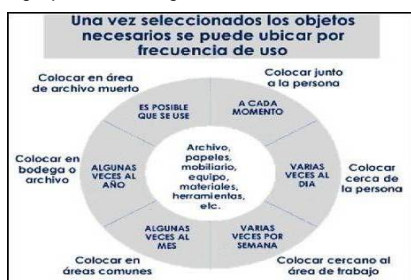 Una vez seleccionados los objetos
necesarios se puede ubicar por
frecuencia de uso
Colocar en área
de archivo muerto
Colocar junto
a la persona
ES POSIBLE
QUE SE USE
A CADA
MOMENTO
Colocar en
bodega o
archivo
ALGUNAS
VECES AL
AÑO
Archivo,
papeles,
mobiliario,
equipo,
materiales,
herramientas,
etc.
VARIAS
VECES AL
DIA
Colocar
cerca de
la persona
ALGUNAS
VECES AL
MES
VARIAS
VECES POR
SEMANA
Colocar en
áreas comunes
Colocar cercano al
área de trabajo